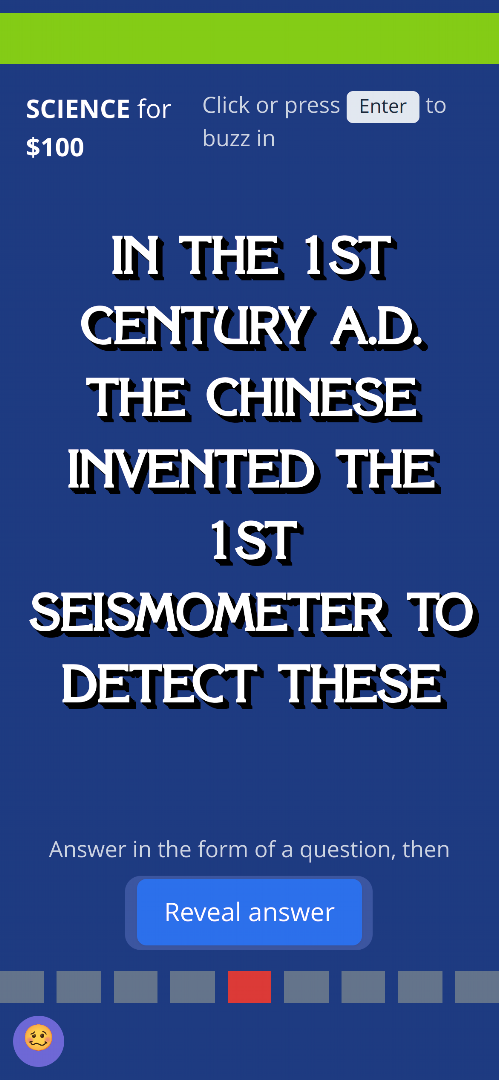 SCIENCE for
$100
Click or press Enter to
buzz in
IN THE 1ST
CENTURY A.D.
THE CHINESE
INVENTED THE
1ST
SEISMOMETER TO
DETECT THESE
Answer in the form of a question, then
Reveal answer